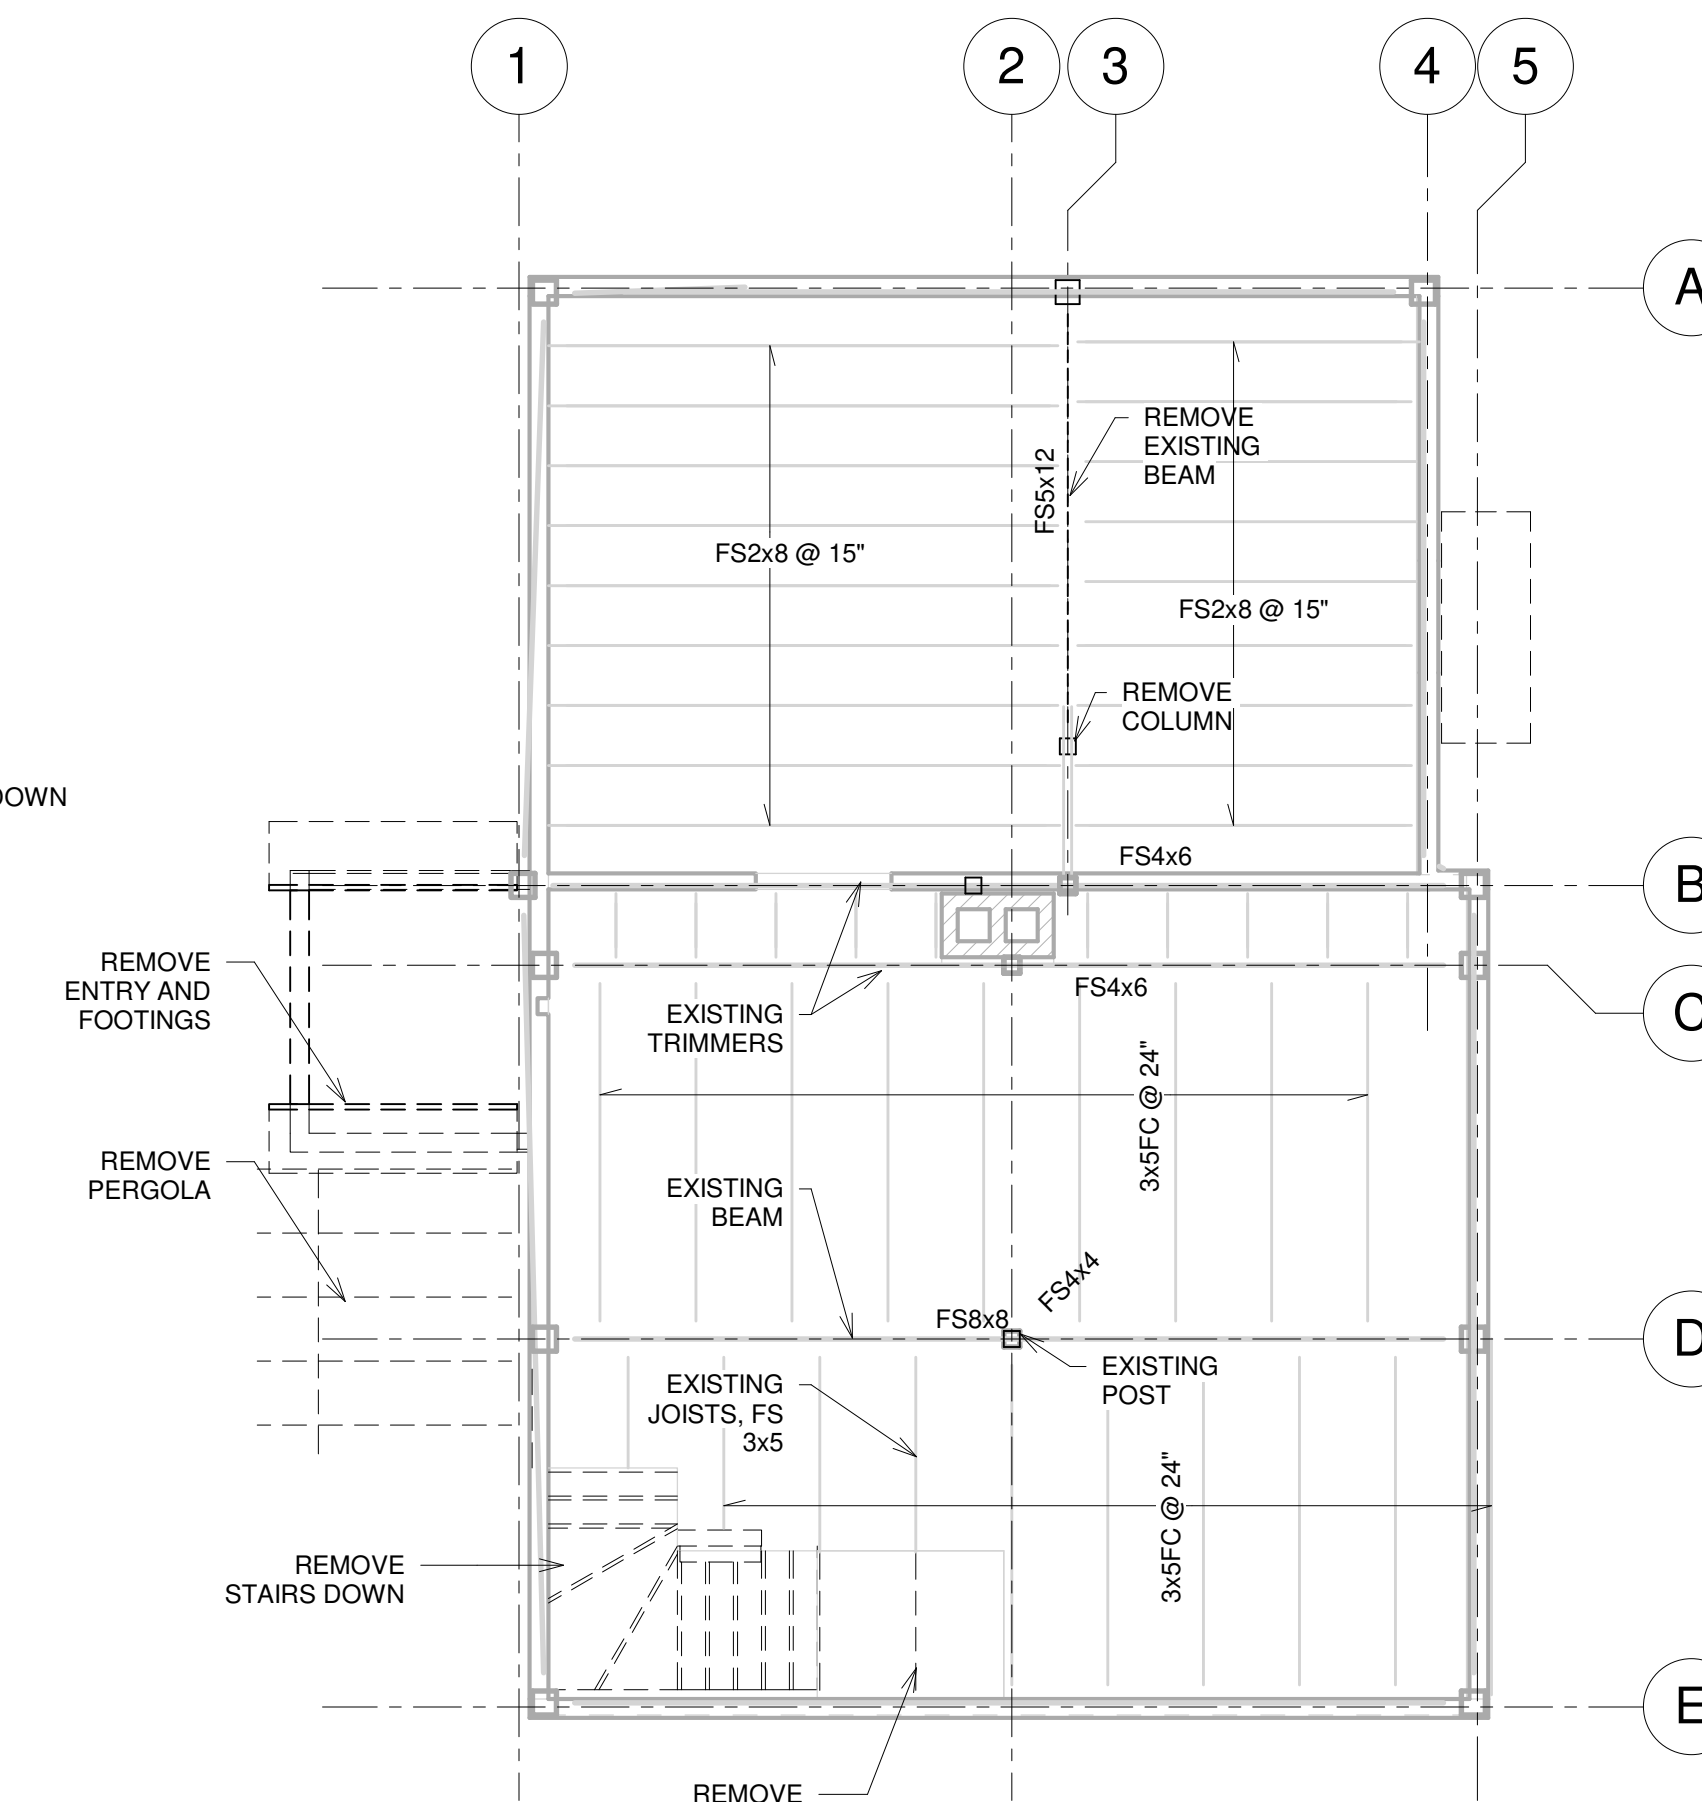 1
2
3
4
5
A
REMOVE
EXISTING
BEAM
FS5x12
FS2x8 @ 15"
FS2x8 @ 15"
REMOVE
COLUMN
DOWN
FS4x6
B
REMOVE
ENTRY AND
FOOTINGS
FS4x6
EXISTING
TRIMMERS
C
3x5FC @ 24"
REMOVE
PERGOLA
EXISTING
BEAM
FS4x4
FS8x8
D
EXISTING
POST
EXISTING
JOISTS, FS
3x5
3x5FC @ 24"
REMOVE
STAIRS DOWN
E
REMOVE